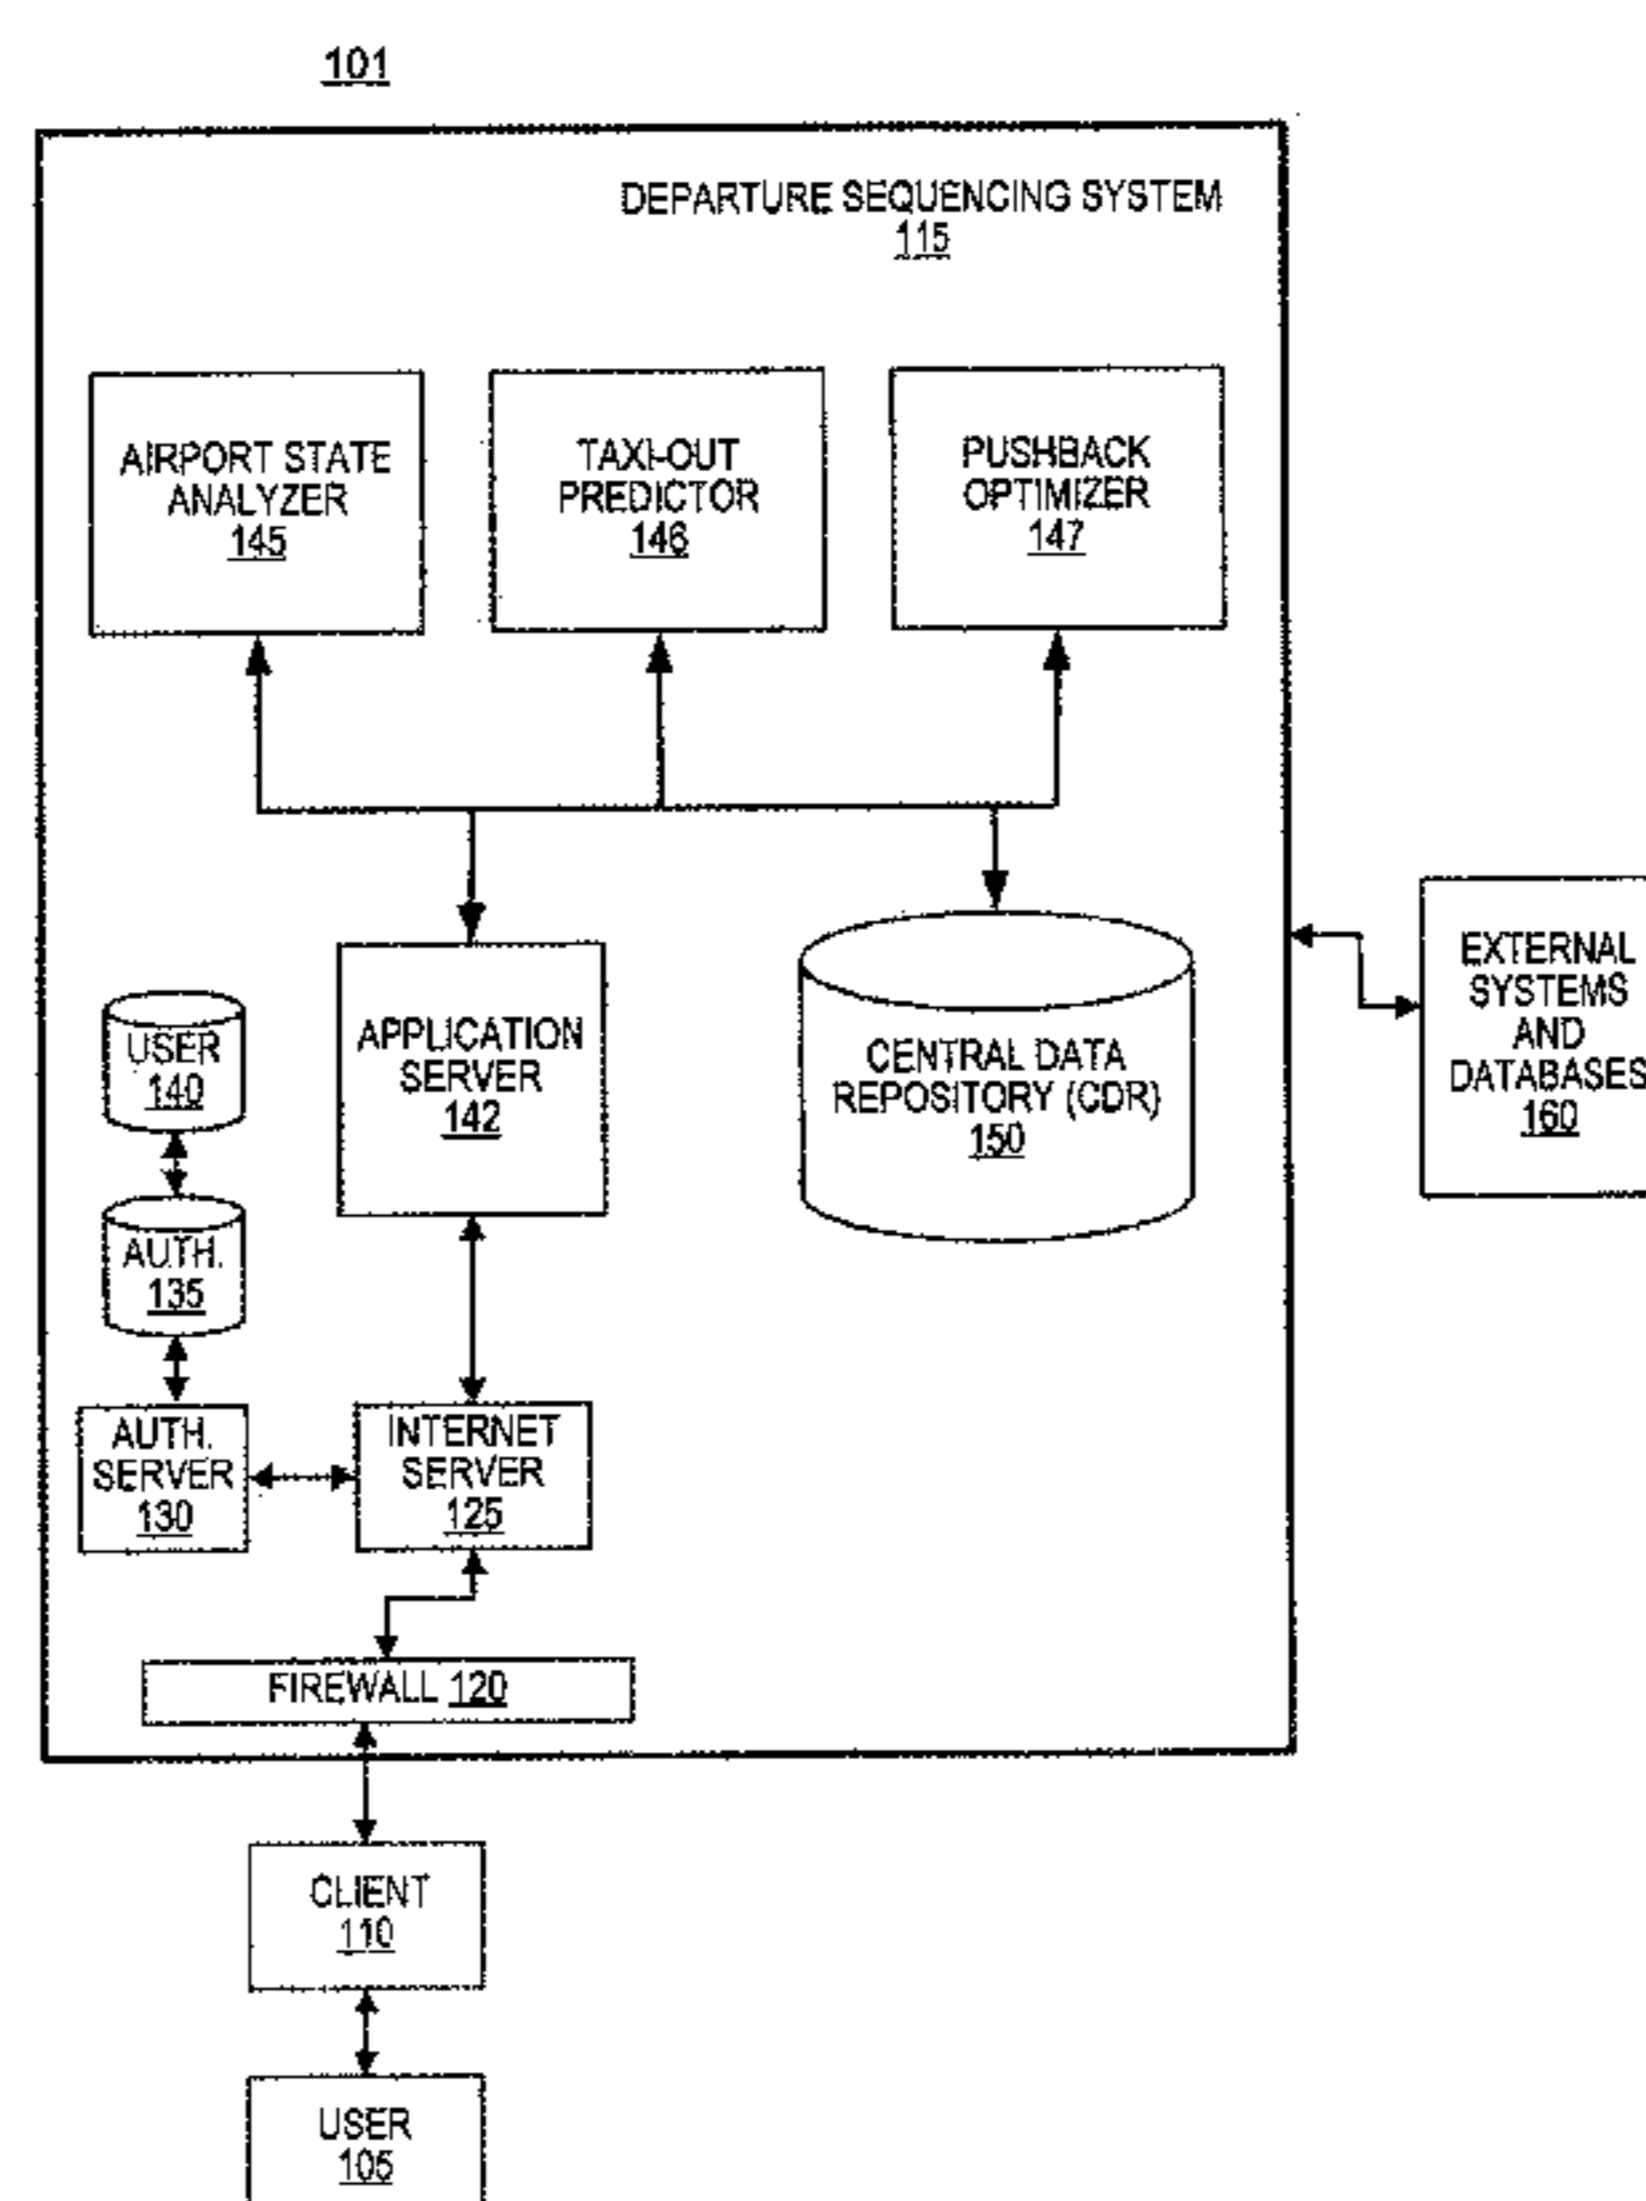 101
DEPARTURE SEQUENCING SYSTEM
115
AIRPORT STATE
ANALYZER
145
TAXI-OUT
PREDICTOR
146
PUSHBACK
OPTIMIZER
147
USER
140
AUTH.
135
APPLICATION
SERVER
142
CENTRAL DATA
REPOSITORY (CDR)
150
EXTERNAL
SYSTEMS
AND
DATABASES
160
AUTH.
SERVER
130
INTERNET
SERVER
125
FIREWALL 120
CLIENT
110
USER
105